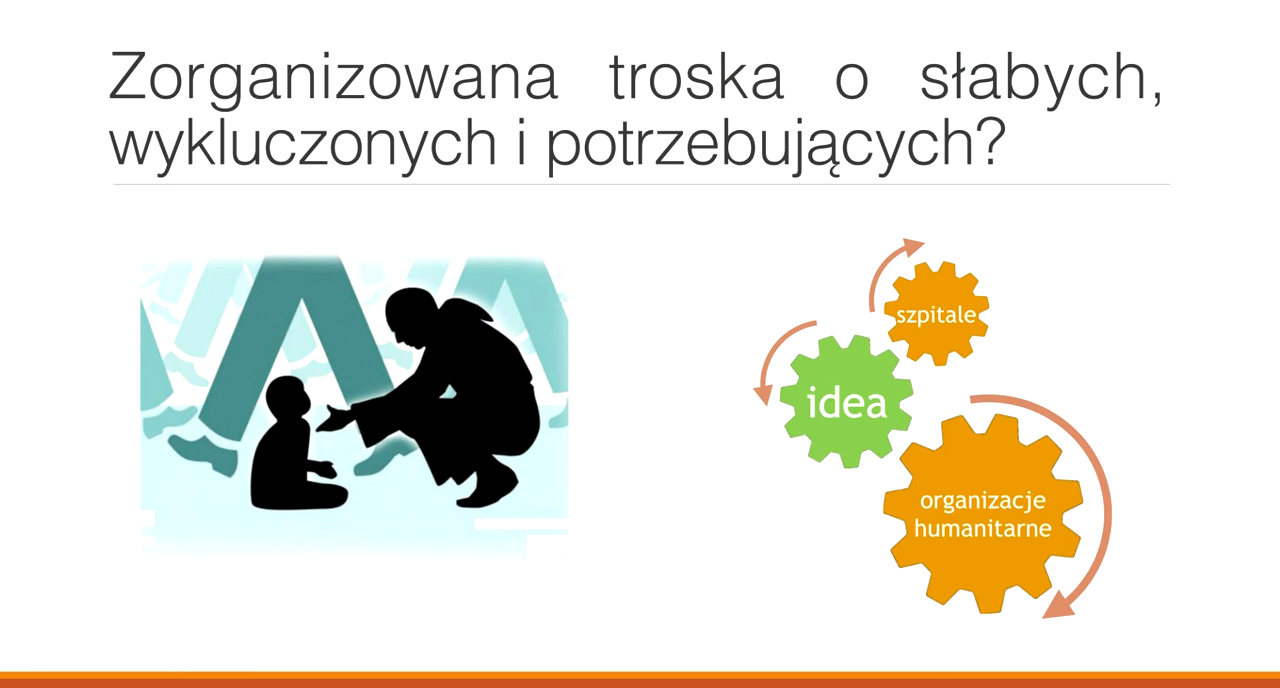 Zorganizowana troska o słabych,
wykluczonych i potrzebujących?
szpitale
idea
organizacje
humanitarne